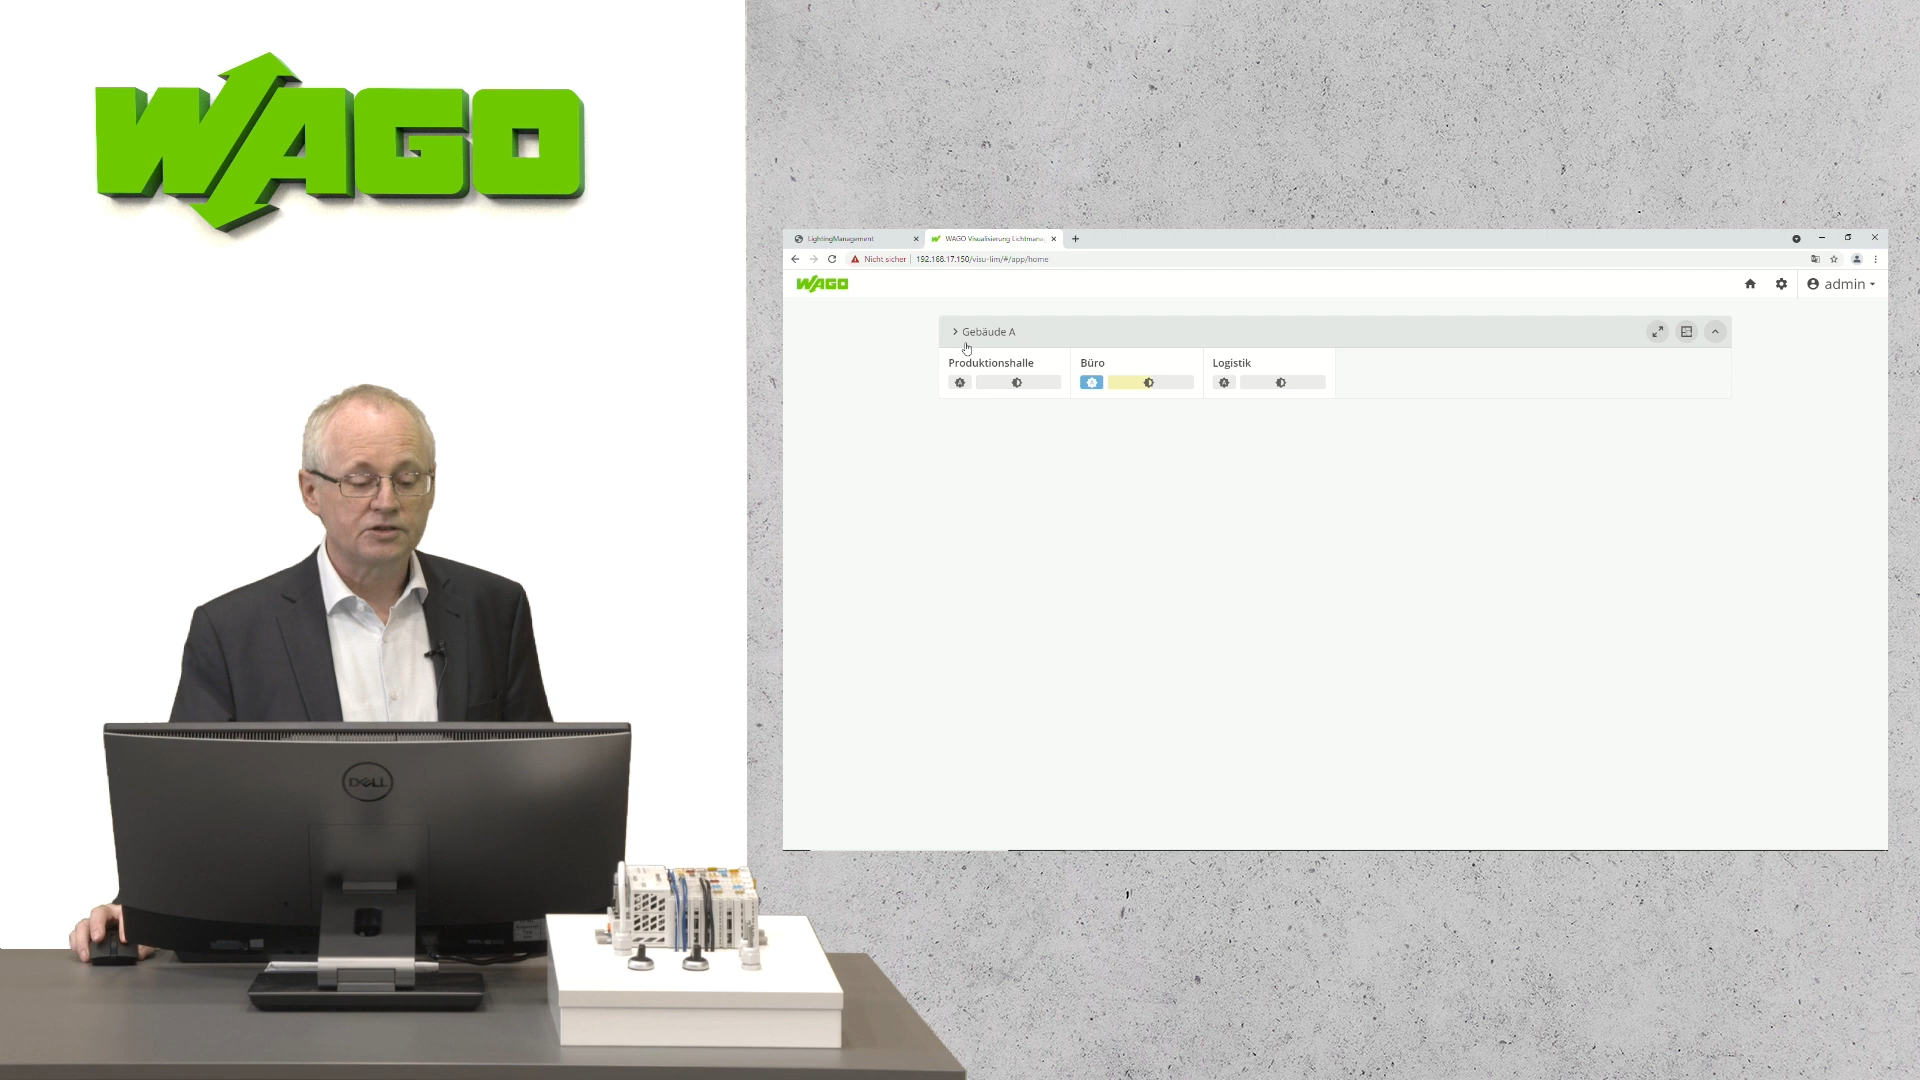 WAGO
LightingManagement
WAGO Visualisierung Lichtmana
Nicht sicher
192.168.17.150/visu-lim/#/app/home
WAGO
admin
Gebäude A
Produktionshalle
Büro
Logistik
DELL